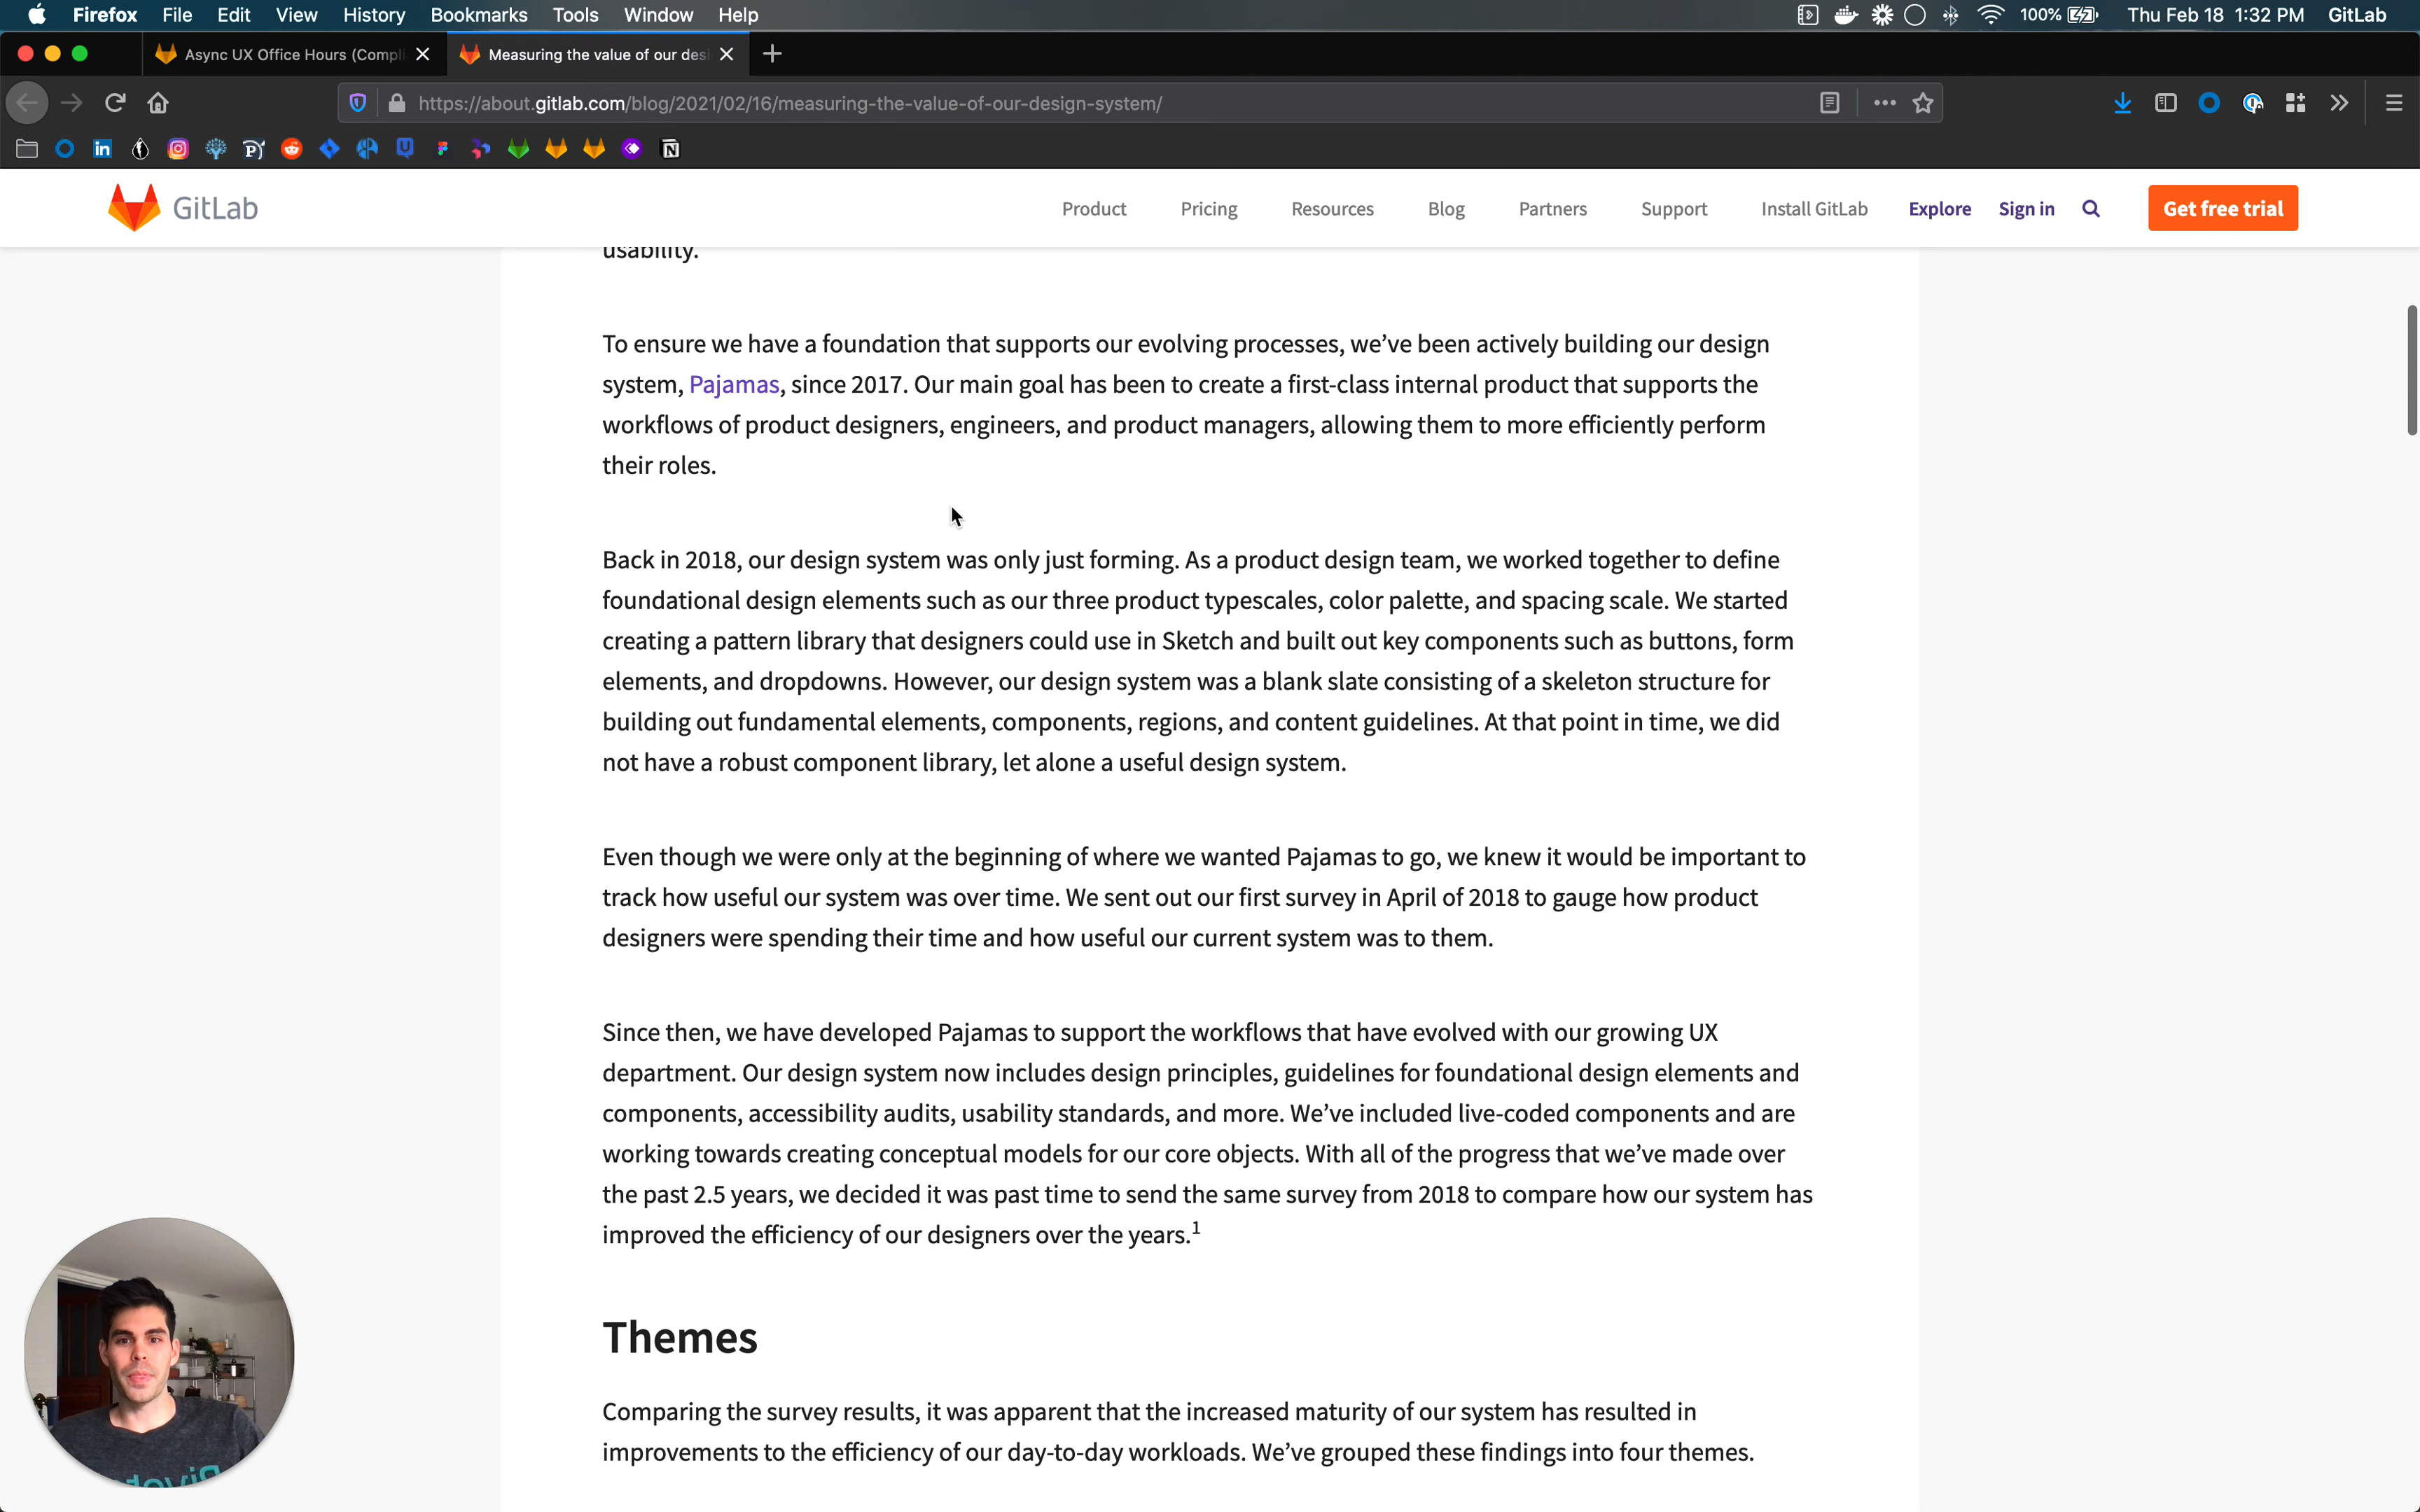 Firefox File Edit View History Bookmarks Tools Window Help 100% Thu Feb 18 1:32 PM GitLab
Async UX Office Hours (Compli Measuring the value of our desi
https://about.gitlab.com/blog/2021/02/16/measuring-the-value-of-our-design-system/
GitLab Product Pricing Resources Blog Partners Support Install GitLab Explore Sign in Get free trial
usability.
To ensure we have a foundation that supports our evolving processes, we’ve been actively building our design
system, Pajamas, since 2017. Our main goal has been to create a first-class internal product that supports the
workflows of product designers, engineers, and product managers, allowing them to more efficiently perform
their roles.
Back in 2018, our design system was only just forming. As a product design team, we worked together to define
foundational design elements such as our three product typescales, color palette, and spacing scale. We started
creating a pattern library that designers could use in Sketch and built out key components such as buttons, form
elements, and dropdowns. However, our design system was a blank slate consisting of a skeleton structure for
building out fundamental elements, components, regions, and content guidelines. At that point in time, we did
not have a robust component library, let alone a useful design system.
Even though we were only at the beginning of where we wanted Pajamas to go, we knew it would be important to
track how useful our system was over time. We sent out our first survey in April of 2018 to gauge how product
designers were spending their time and how useful our current system was to them.
Since then, we have developed Pajamas to support the workflows that have evolved with our growing UX
department. Our design system now includes design principles, guidelines for foundational design elements and
components, accessibility audits, usability standards, and more. We’ve included live-coded components and are
working towards creating conceptual models for our core objects. With all of the progress that we’ve made over
the past 2.5 years, we decided it was past time to send the same survey from 2018 to compare how our system has
improved the efficiency of our designers over the years.1
Themes
Comparing the survey results, it was apparent that the increased maturity of our system has resulted in
improvements to the efficiency of our day-to-day workloads. We’ve grouped these findings into four themes.